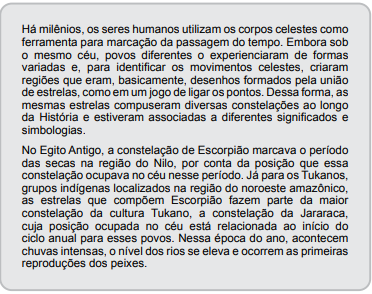 Há milênios, os seres humanos utilizam os corpos celestes como
ferramenta para marcação da passagem do tempo. Embora sob
o mesmo céu, povos diferentes o experienciaram de formas
variadas e, para identificar os movimentos celestes, criaram
regiões que eram, basicamente, desenhos formados pela união
de estrelas, como em um jogo de ligar os pontos. Dessa forma, as
mesmas estrelas compuseram diversas constelações ao longo
da História e estiveram associadas a diferentes significados e
simbologias.
No Egito Antigo, a constelação de Escorpião marcava o período
das secas na região do Nilo, por conta da posição que essa
constelação ocupava no céu nesse período. Já para os Tukanos,
grupos indígenas localizados na região do noroeste amazônico,
as estrelas que compõem Escorpião fazem parte da maior
constelação da cultura Tukano, a constelação da Jararaca,
cuja posição ocupada no céu está relacionada ao início do
ciclo anual para esses povos. Nessa época do ano, acontecem
chuvas intensas, o nível dos rios se eleva e ocorrem as primeiras
reproduções dos peixes.